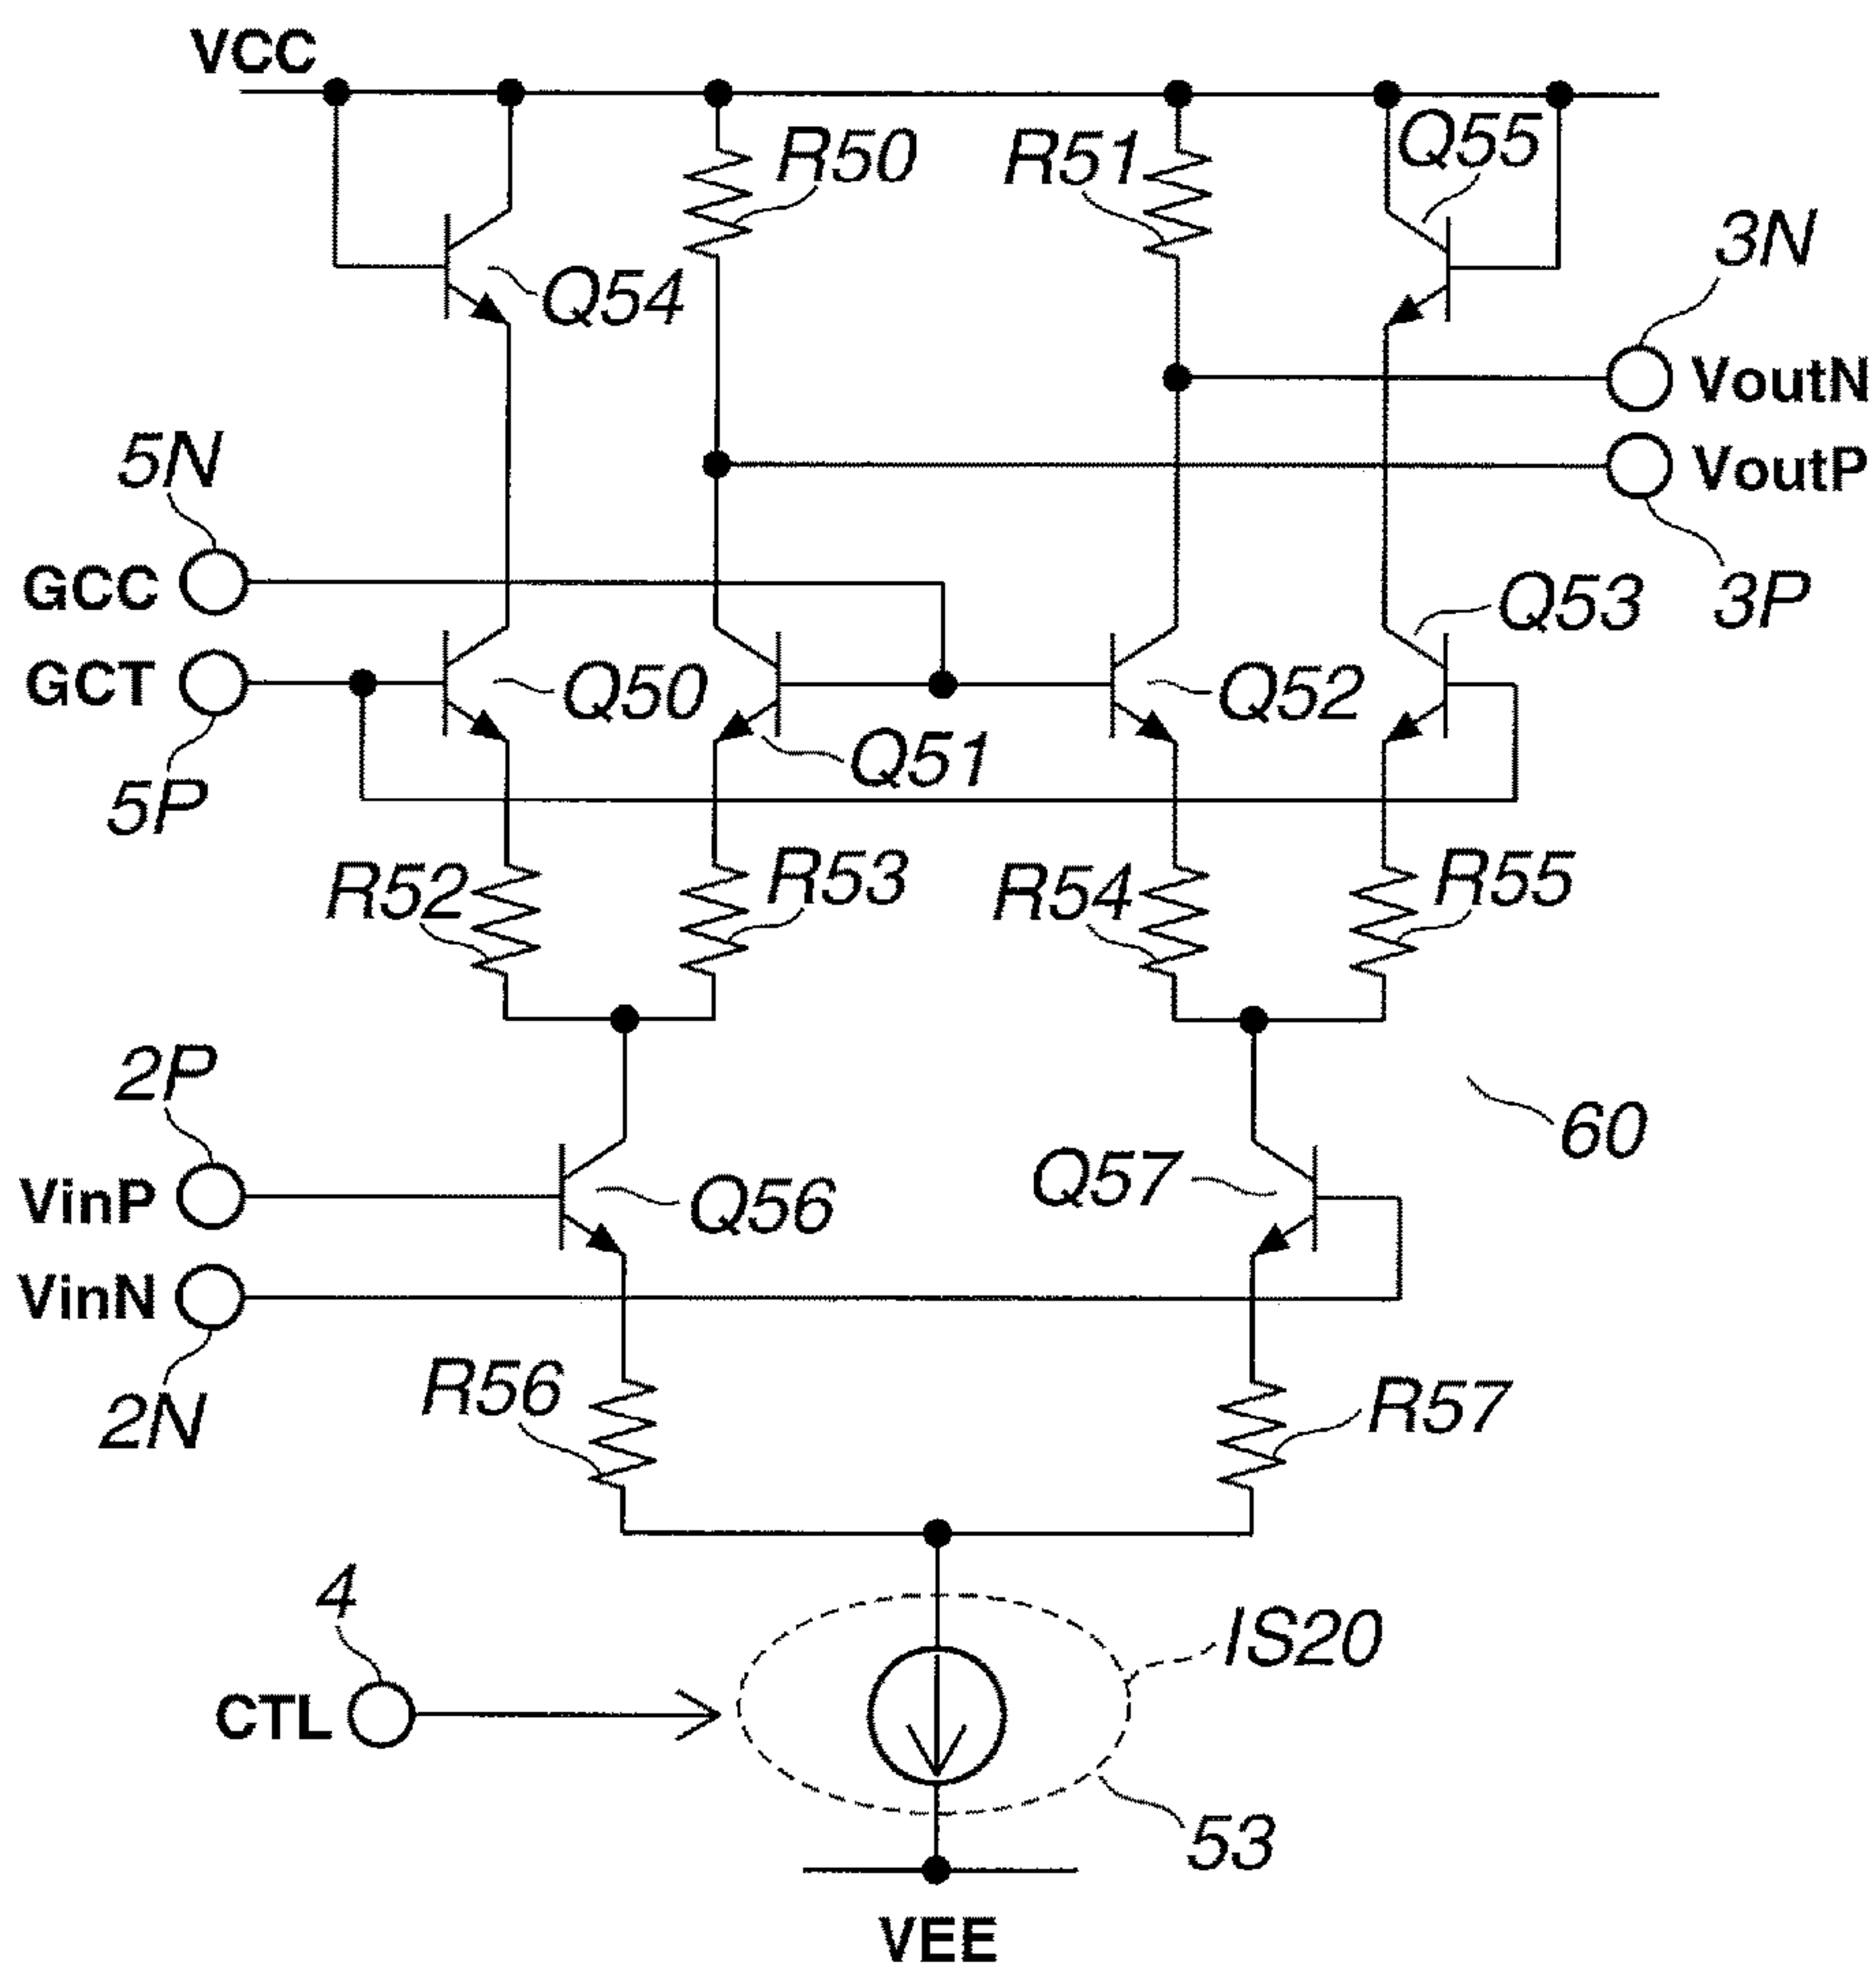 VCC
R50
R51
Q55
3N
Q54
VoutN
5N
VoutP
GCC
3P
Q53
GCT
Q50
Q52
Q51
5P
R52
R53
R54
R55
2P
60
VinP
Q56
Q57
VinN
2N
R56
R57
4
IS20
CTL
53
VEE